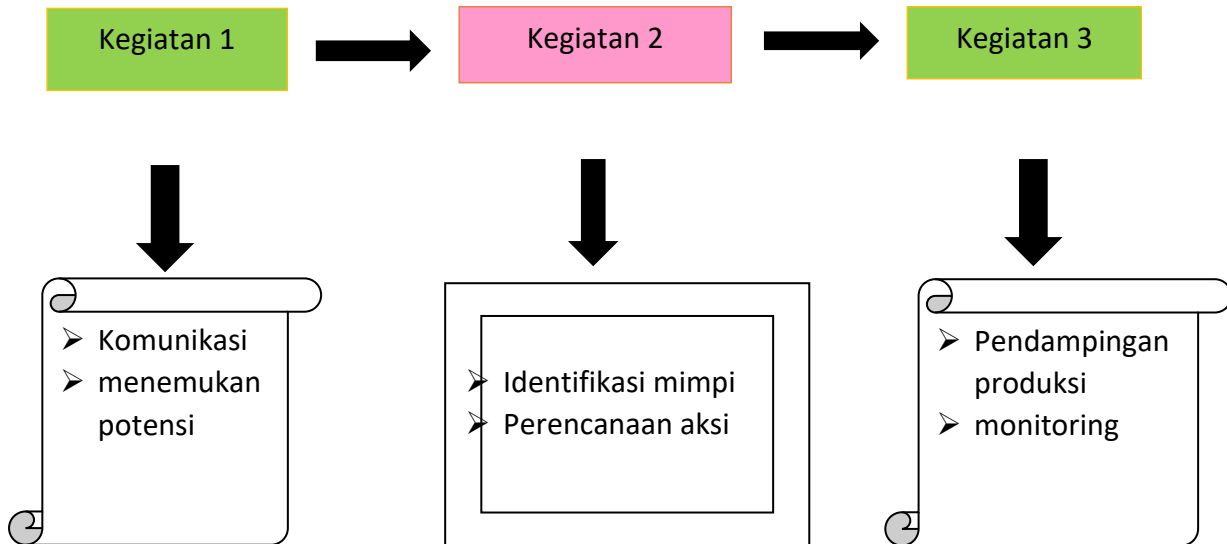 Kegiatan 1
Kegiatan 2
Kegiatan 3
➢ Komunikasi
➢ menemukan
potensi
➢ Identifikasi mimpi
➢ Perencanaan aksi
➢ Pendampingan
produksi
➢ monitoring